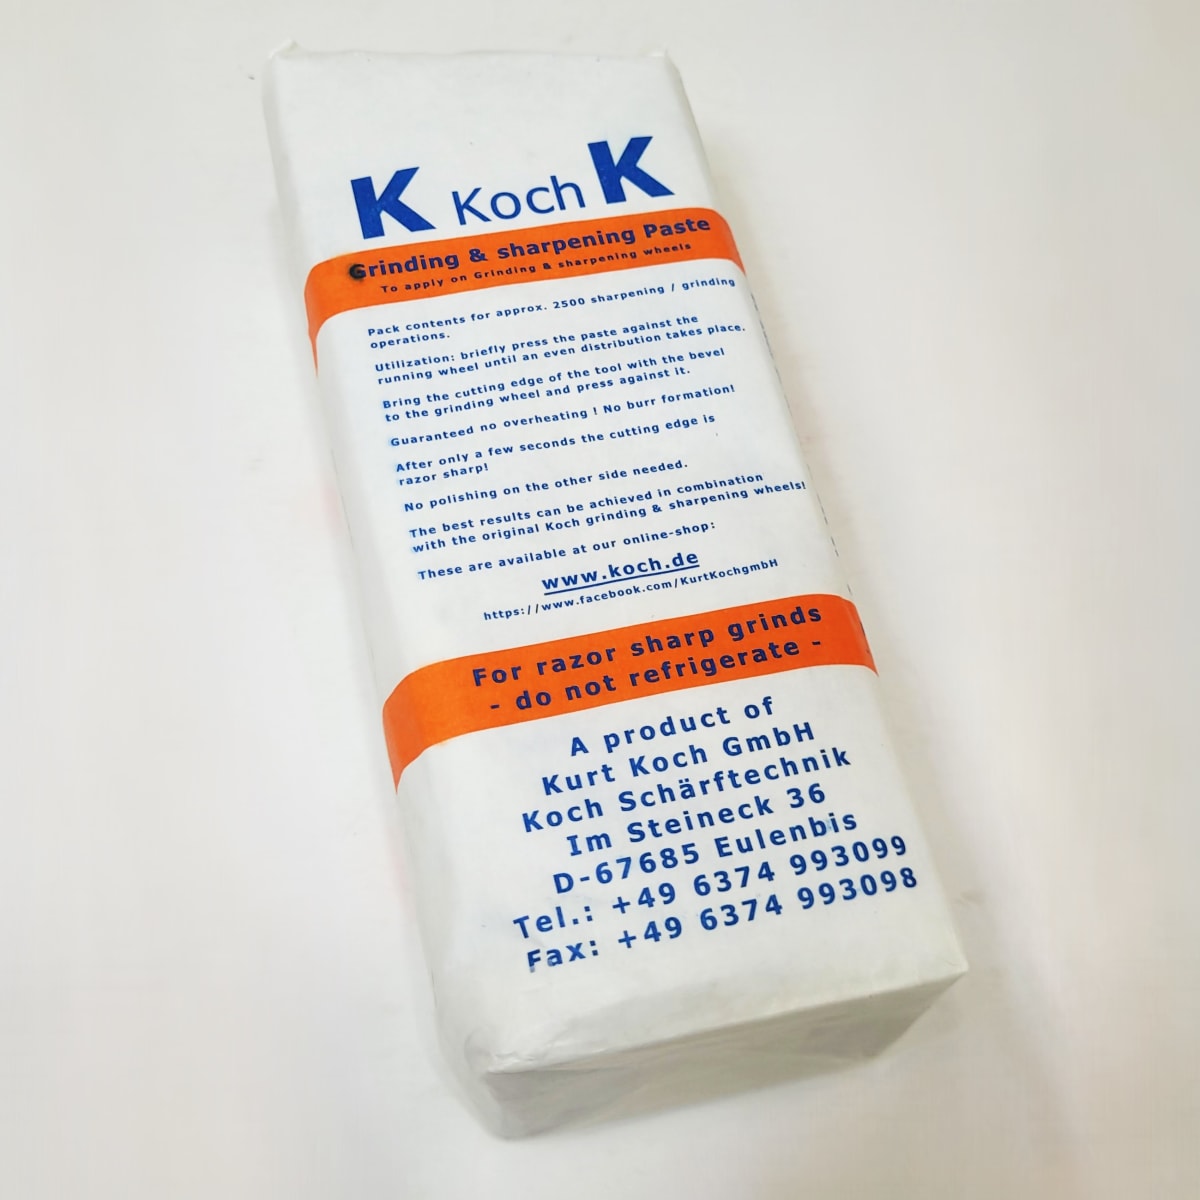 K Koch K
Grinding & sharpening Paste
To apply on Grinding & sharpening wheels
Pack contents for approx. 2500 sharpening / grinding
operations.
Utilization: briefly press the paste against the
running wheel until an even distribution takes place.
Bring the cutting edge of the tool with the bevel
to the grinding wheel and press against it.
Guaranteed no overheating ! No burr formation!
After only a few seconds the cutting edge is
razor sharp!
No polishing on the other side needed.
The best results can be achieved in combination
with the original Koch grinding & sharpening wheels!
These are available at our online-shop:
www.koch.de
https://www.facebook.com/KurtKochgmbH
For razor sharp grinds
- do not refrigerate -
A product of
Kurt Koch GmbH
Koch Schärftechnik
Im Steineck 36
D-67685 Eulenbis
Tel.: +49 6374 993099
Fax: +49 6374 993098